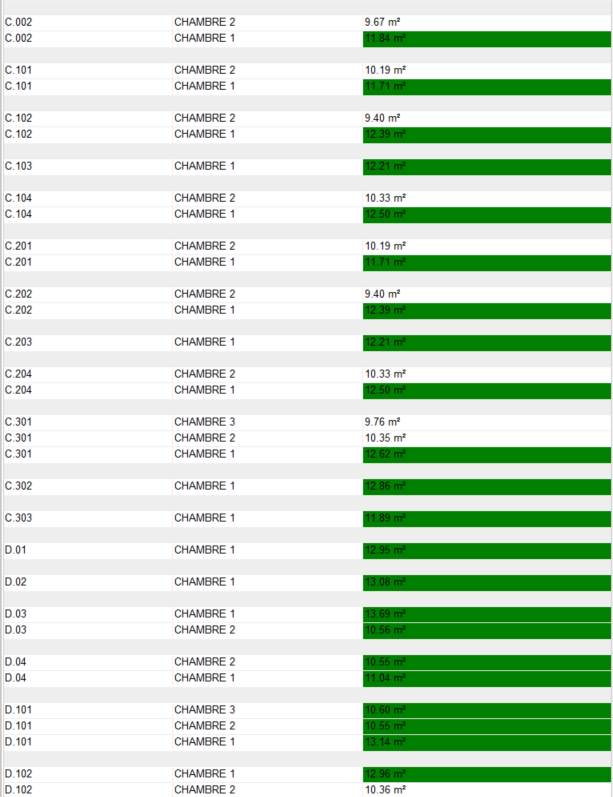 C.002 CHAMBRE 2 9.67 m²
C.002 CHAMBRE 1 11.84 m²
C.101 CHAMBRE 2 10.19 m²
C.101 CHAMBRE 1 11.71 m²
C.102 CHAMBRE 2 9.40 m²
C.102 CHAMBRE 1 12.39 m²
C.103 CHAMBRE 1 12.21 m²
C.104 CHAMBRE 2 10.33 m²
C.104 CHAMBRE 1 12.50 m²
C.201 CHAMBRE 2 10.19 m²
C.201 CHAMBRE 1 11.71 m²
C.202 CHAMBRE 2 9.40 m²
C.202 CHAMBRE 1 12.39 m²
C.203 CHAMBRE 1 12.21 m²
C.204 CHAMBRE 2 10.33 m²
C.204 CHAMBRE 1 12.50 m²
C.301 CHAMBRE 3 9.76 m²
C.301 CHAMBRE 2 10.35 m²
C.301 CHAMBRE 1 12.62 m²
C.302 CHAMBRE 1 12.86 m²
C.303 CHAMBRE 1 11.89 m²
D.01 CHAMBRE 1 12.95 m²
D.02 CHAMBRE 1 13.08 m²
D.03 CHAMBRE 1 13.69 m²
D.03 CHAMBRE 2 10.56 m²
D.04 CHAMBRE 2 10.55 m²
D.04 CHAMBRE 1 11.04 m²
D.101 CHAMBRE 3 10.60 m²
D.101 CHAMBRE 2 10.55 m²
D.101 CHAMBRE 1 13.14 m²
D.102 CHAMBRE 1 12.96 m²
D.102 CHAMBRE 2 10.36 m²